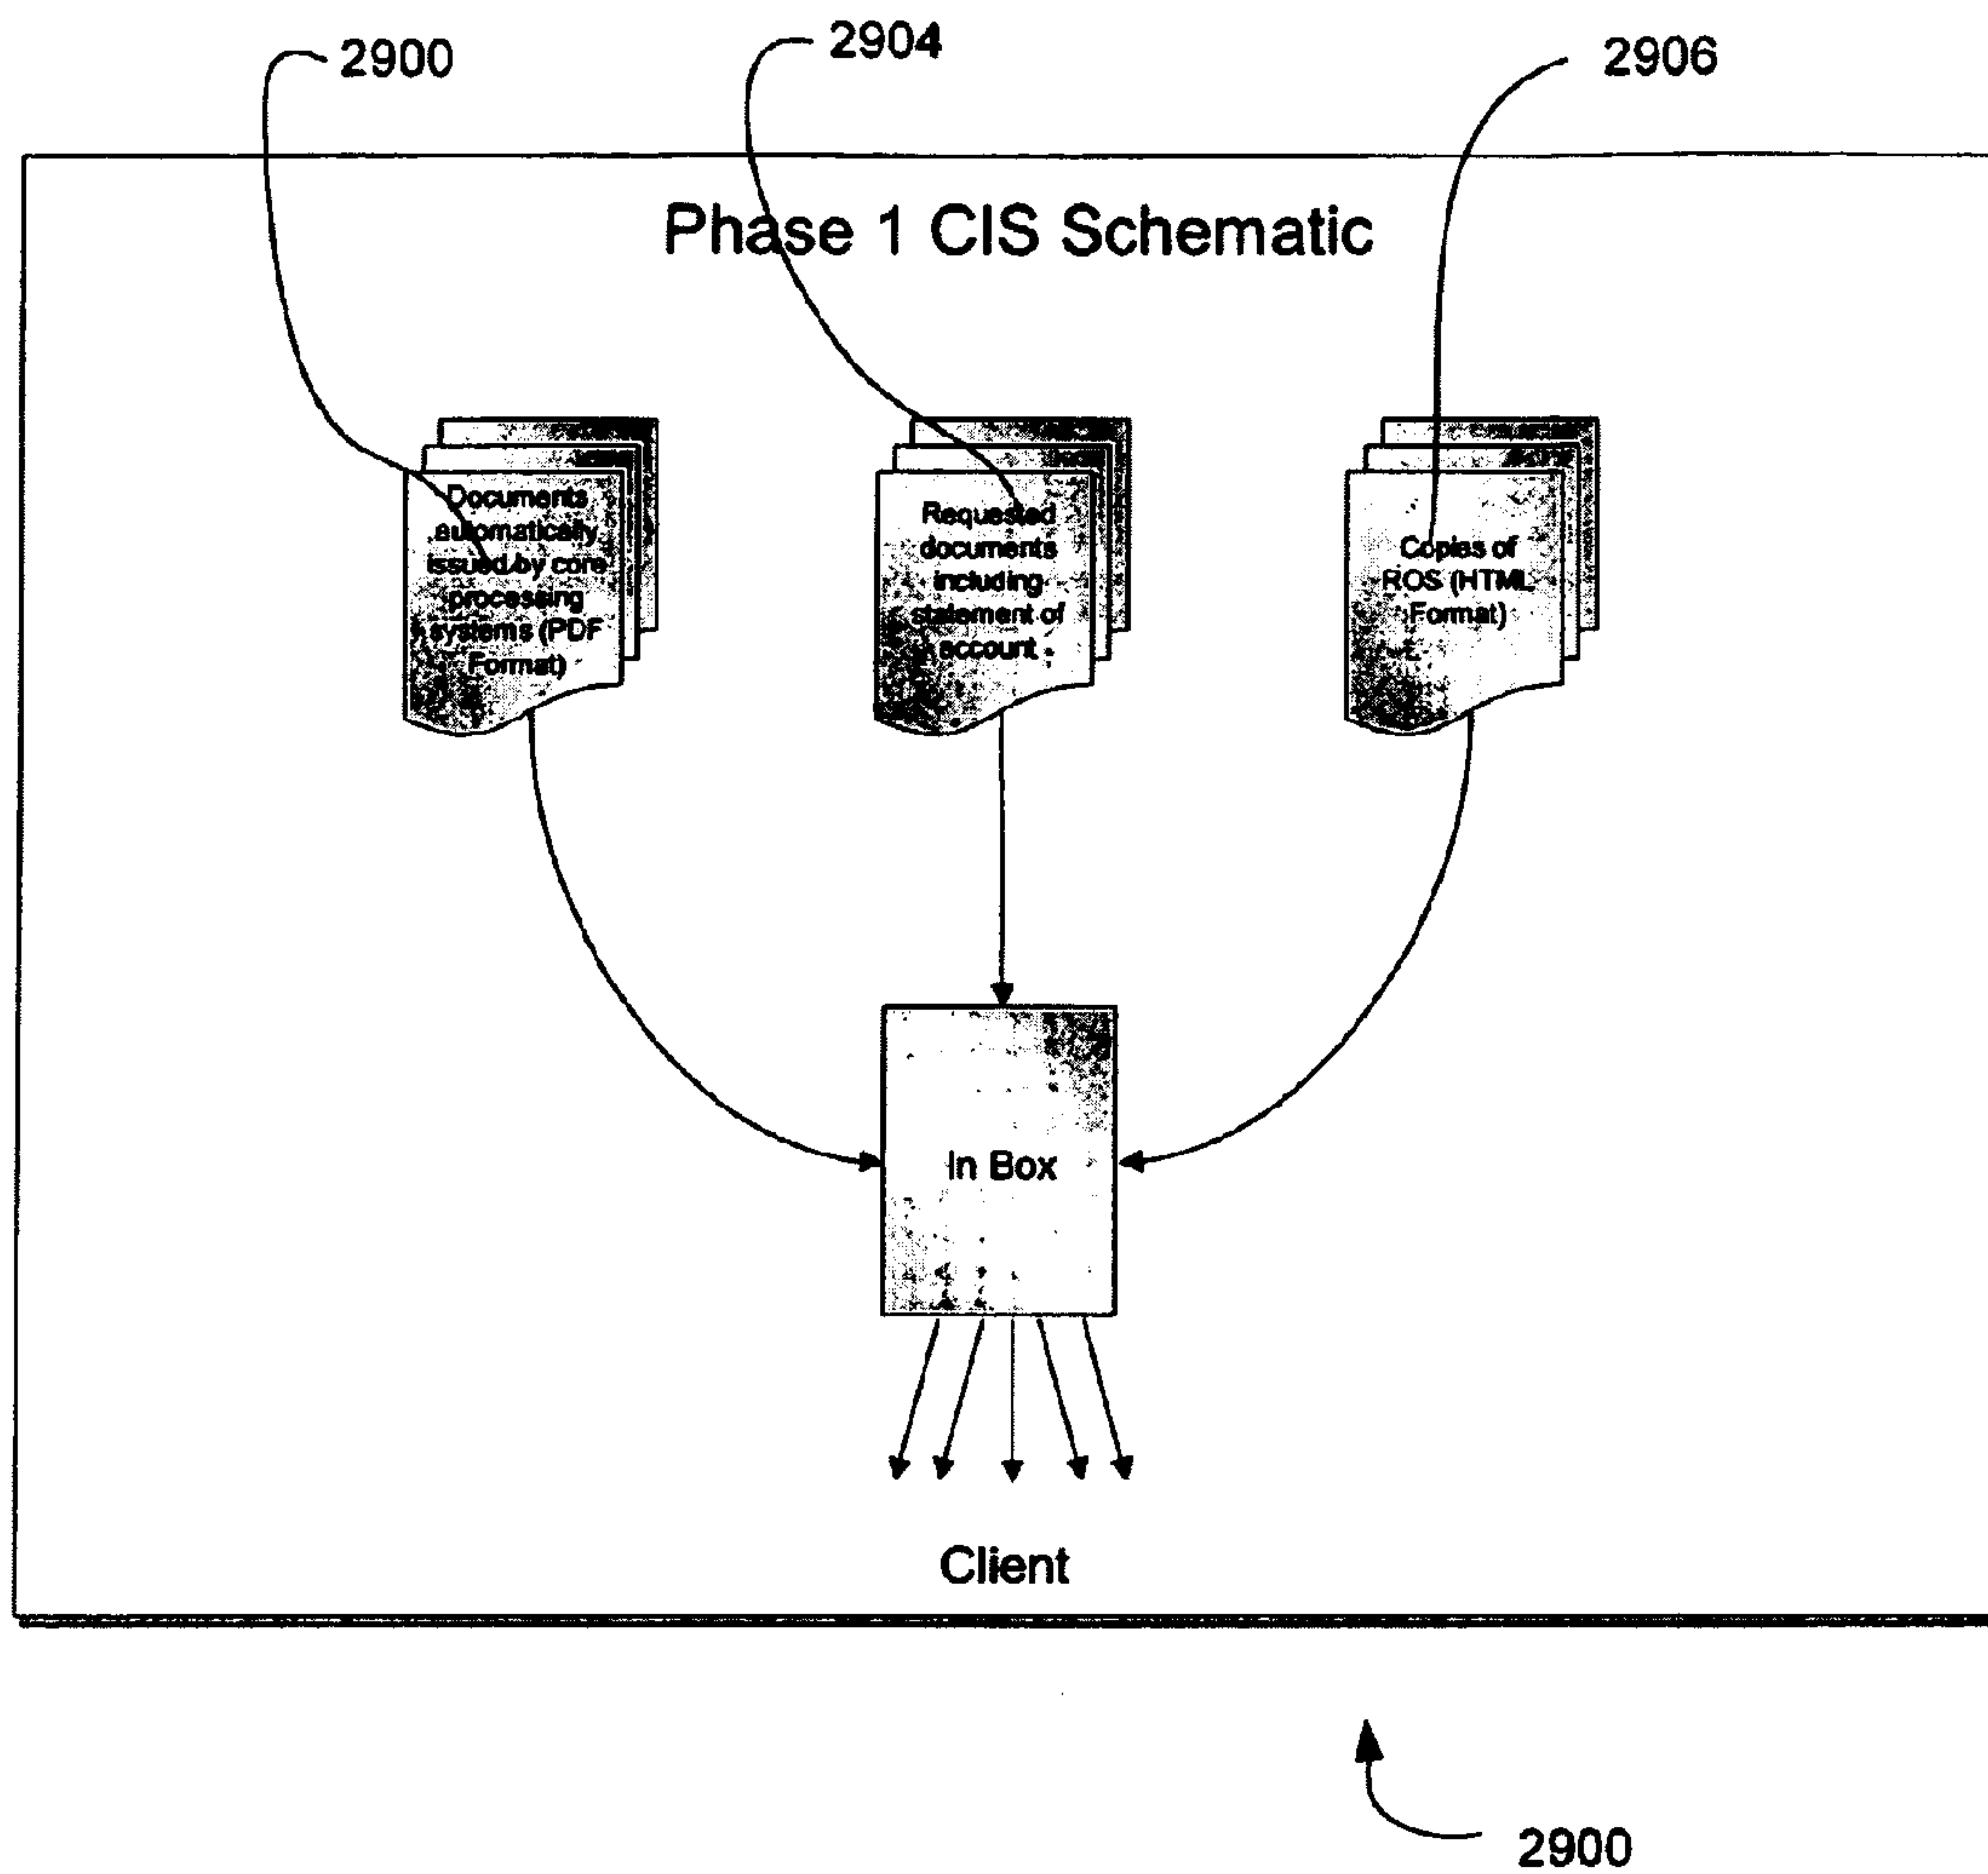 2900
2904
2906
Phase 1 CIS Schematic
Documents
automatically
issued by core
processing
systems (PDF
Format)
Requested
documents
including
statement of
account
Copies of
ROS (HTML
Format)
In Box
Client
2900